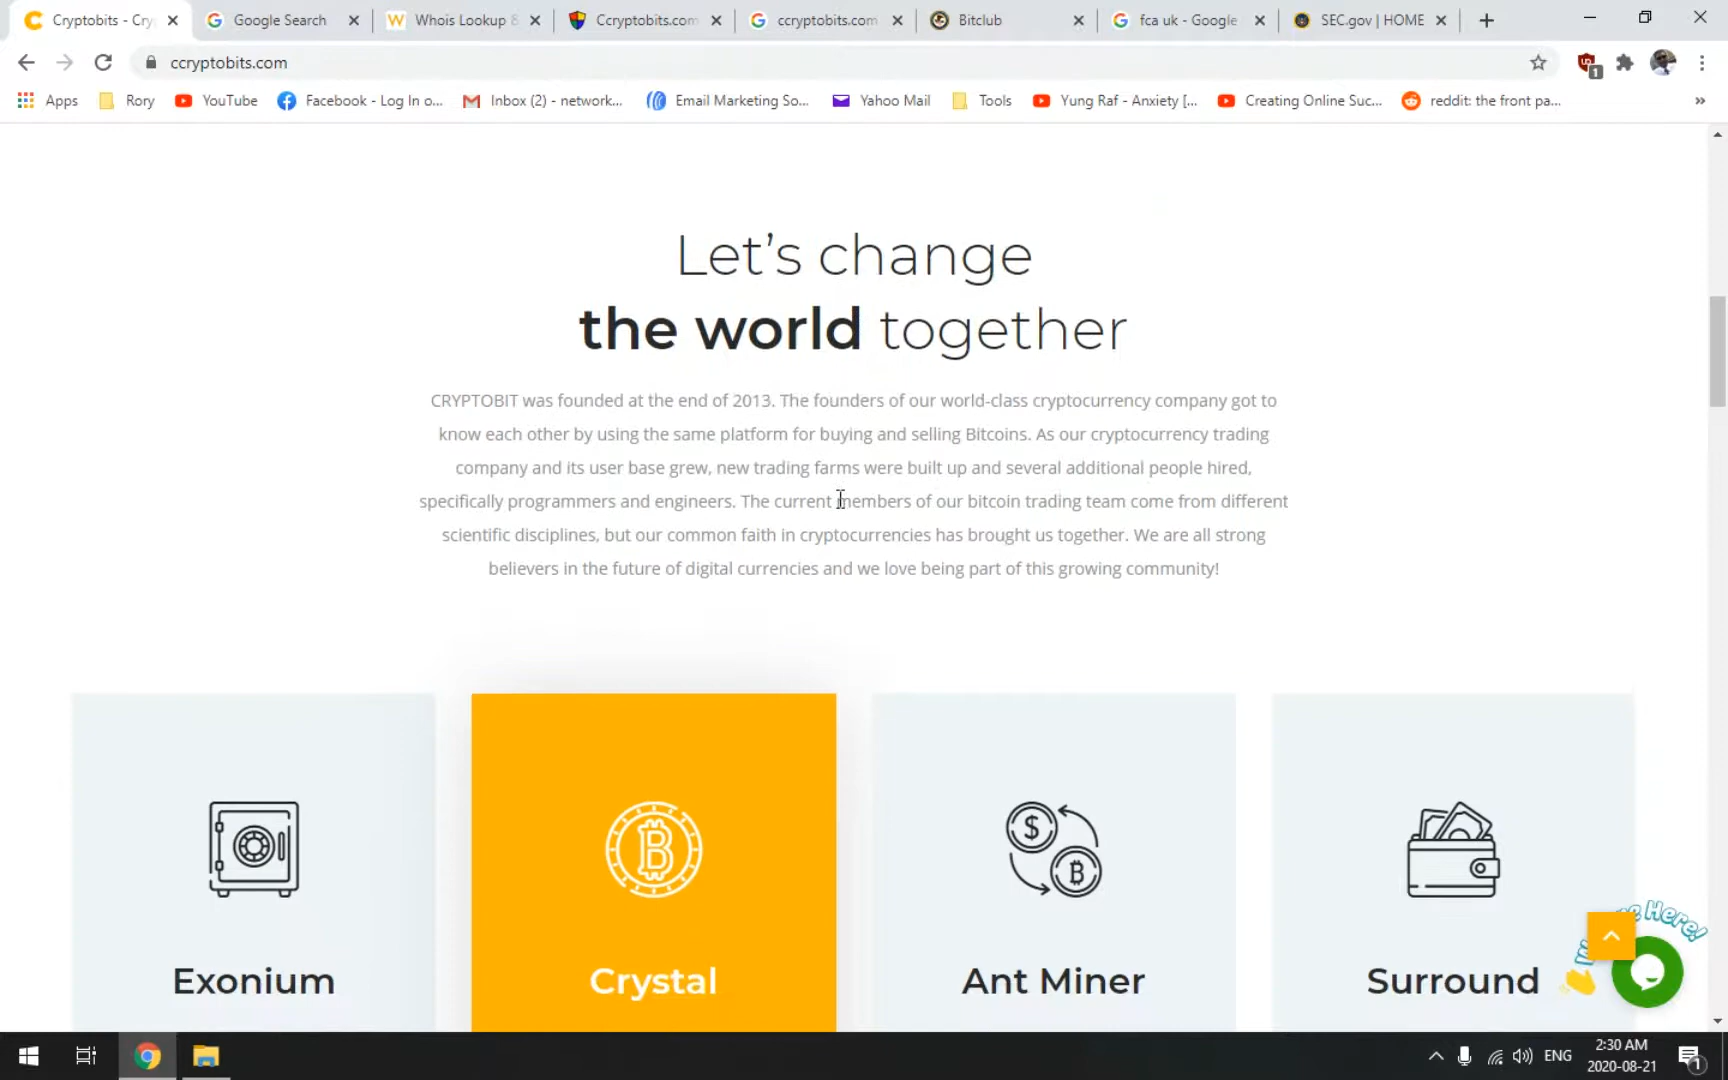 Cryptobits - Cry
Google Search
Whois Lookup &
Ccryptobits.com
ccryptobits.com
Bitclub
fca uk - Google
SEC.gov | HOME
ccryptobits.com
1
Apps
Rory
YouTube
Facebook - Log In o...
Inbox (2) - network...
Email Marketing So...
Yahoo Mail
Tools
Yung Raf - Anxiety [...
Creating Online Suc...
reddit: the front pa...
»
Let's change
the world together
CRYPTOBIT was founded at the end of 2013. The founders of our world-class cryptocurrency company got to
know each other by using the same platform for buying and selling Bitcoins. As our cryptocurrency trading
company and its user base grew, new trading farms were built up and several additional people hired,
specifically programmers and engineers. The current members of our bitcoin trading team come from different
scientific disciplines, but our common faith in cryptocurrencies has brought us together. We are all strong
believers in the future of digital currencies and we love being part of this growing community!
Exonium
Crystal
Ant Miner
Surround
Here!
ENG
2:30 AM
2020-08-21
1